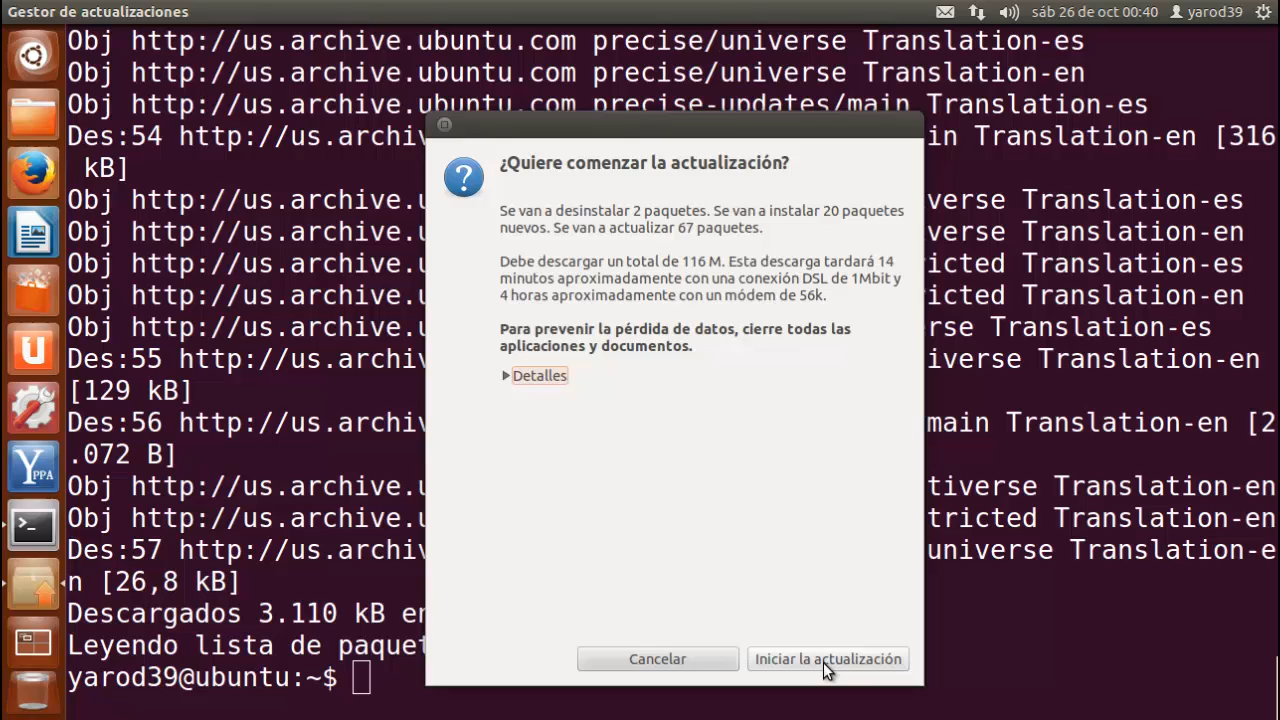 Gestor de actualizaciones
sáb 26 de oct 00:40 yarod39
Obj http://us.archive.ubuntu.com precise/universe Translation-es
Obj http://us.archive.ubuntu.com precise/universe Translation-en
Obj http://us.archive.ubuntu.com precise-updates/main Translation-es
Des:54 http://us.archiv in Translation-en [316
kB]
Obj http://us.archive.u verse Translation-es
Obj http://us.archive.u verse Translation-en
Obj http://us.archive.u ricted Translation-es
Obj http://us.archive.u ricted Translation-en
Obj http://us.archive.u rse Translation-es
Des:55 http://us.archiv iverse Translation-en
[129 kB]
Des:56 http://us.archiv main Translation-en [2
.072 B]
Obj http://us.archive.u tiverse Translation-en
Obj http://us.archive.u tricted Translation-en
Des:57 http://us.archiv universe Translation-e
n [26,8 kB]
Descargados 3.110 kB en
Leyendo lista de paquet
yarod39@ubuntu:~$
¿Quiere comenzar la actualización?
Se van a desinstalar 2 paquetes. Se van a instalar 20 paquetes
nuevos. Se van a actualizar 67 paquetes.
Debe descargar un total de 116 M. Esta descarga tardará 14
minutos aproximadamente con una conexión DSL de 1Mbit y
4 horas aproximadamente con un módem de 56k.
Para prevenir la pérdida de datos, cierre todas las
aplicaciones y documentos.
Detalles
Cancelar
Iniciar la actualización
Y PPA